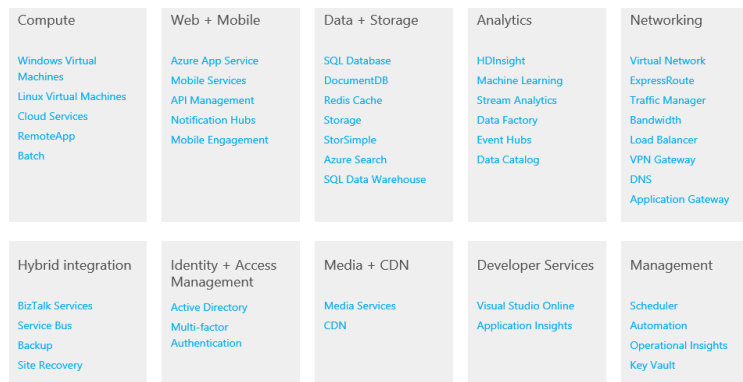 Compute
Windows Virtual
Machines
Linux Virtual Machines
Cloud Services
RemoteApp
Batch
Web + Mobile
Azure App Service
Mobile Services
API Management
Notification Hubs
Mobile Engagement
Data + Storage
SQL Database
DocumentDB
Redis Cache
Storage
StorSimple
Azure Search
SQL Data Warehouse
Analytics
HDInsight
Machine Learning
Stream Analytics
Data Factory
Event Hubs
Data Catalog
Networking
Virtual Network
ExpressRoute
Traffic Manager
Bandwidth
Load Balancer
VPN Gateway
DNS
Application Gateway
Hybrid integration
BizTalk Services
Service Bus
Backup
Site Recovery
Identity + Access
Management
Active Directory
Multi-factor
Authentication
Media + CDN
Media Services
CDN
Developer Services
Visual Studio Online
Application Insights
Management
Scheduler
Automation
Operational Insights
Key Vault